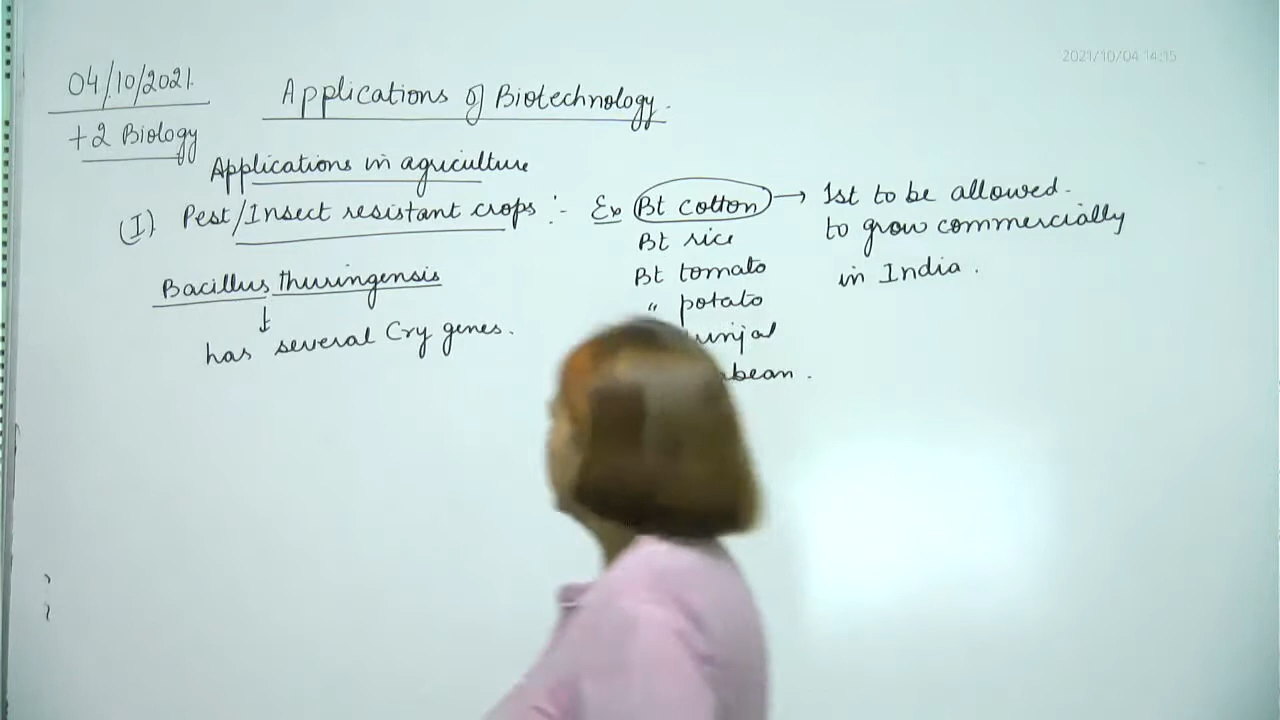 2021/10/04 14:15
04/10/2021.
Applications of Biotechnology.
+2 Biology
Applications in agriculture
(I) Pest/Insect resistant crops :- Ex Bt cotton → 1st to be allowed.
to grow commercially
in India.
Bt rice
Bt tomato
" potato
Bacillus thuringensis
↓
has several Cry genes.